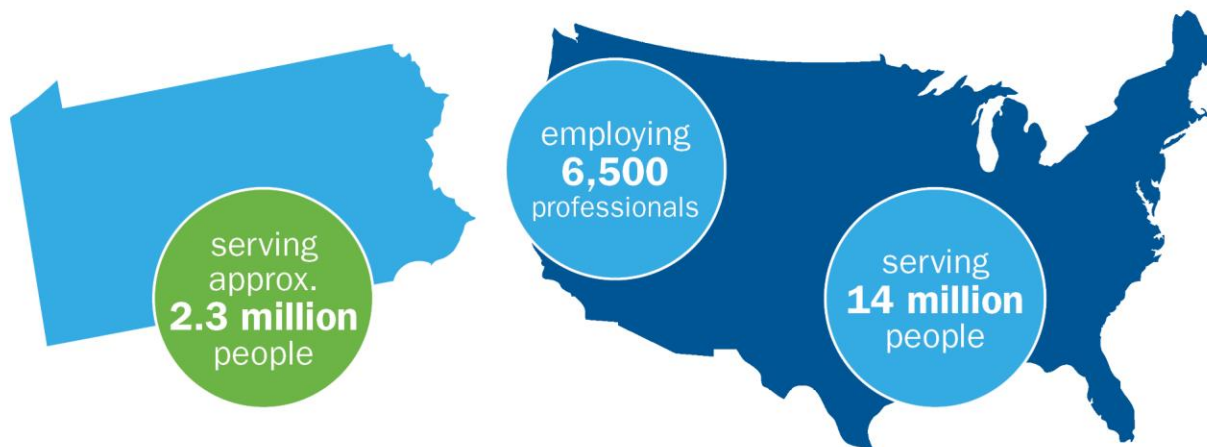 serving
approx.
2.3 million
people
employing
6,500
professionals
serving
14 million
people